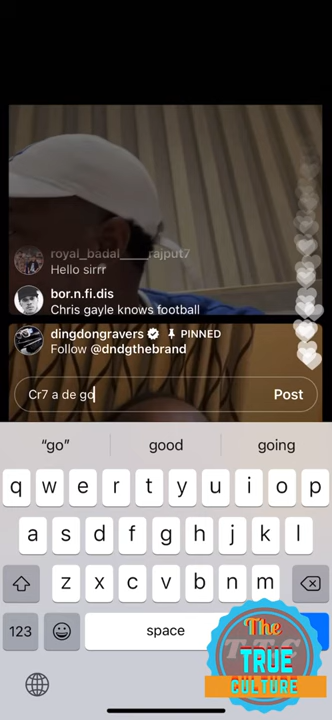 royal_badal_____rajput7
Hello sirrr
bor.n.fi.dis
Chris gayle knows football
dingdongravers PINNED
Follow @dndgthebrand
Cr7 a de go
Post
“go” good going
q w e r t y u i o p
a s d f g h j k l
z x c v b n m
123 space
The
T.T.C
TRUE
CULTURE